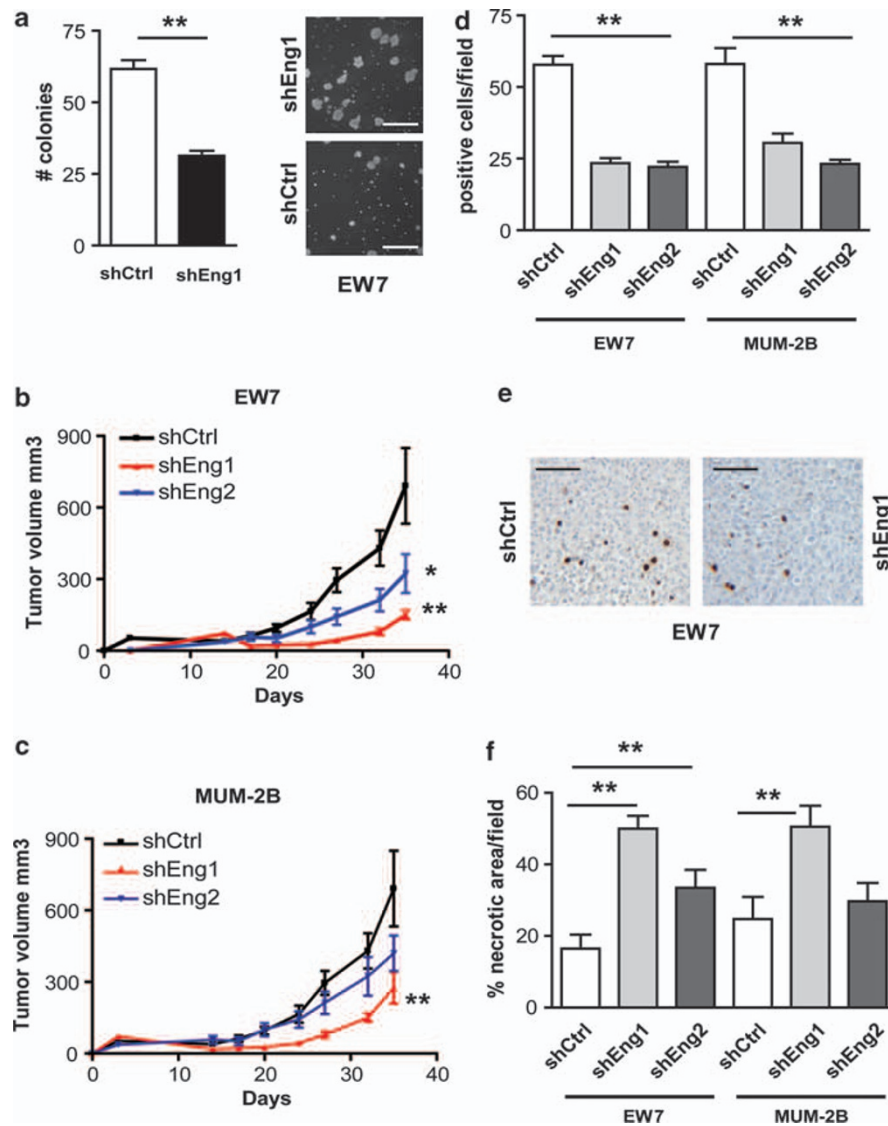 a
75
50
25
0
# colonies
**
shCtrl
shEng1
shEng1
shCtrl
EW7
b
EW7
900
600
300
0
Tumor volume mm3
shCtrl
shEng1
shEng2
*
**
0
10
20
30
40
Days
c
MUM-2B
900
600
300
0
Tumor volume mm3
shCtrl
shEng1
shEng2
**
0
10
20
30
40
Days
d
75
50
25
0
positive cells/field
**
**
shCtrl
shEng1
shEng2
shCtrl
shEng1
shEng2
EW7
MUM-2B
e
shCtrl
shEng1
EW7
f
60
40
20
0
% necrotic area/field
**
**
**
shCtrl
shEng1
shEng2
shCtrl
shEng1
shEng2
EW7
MUM-2B